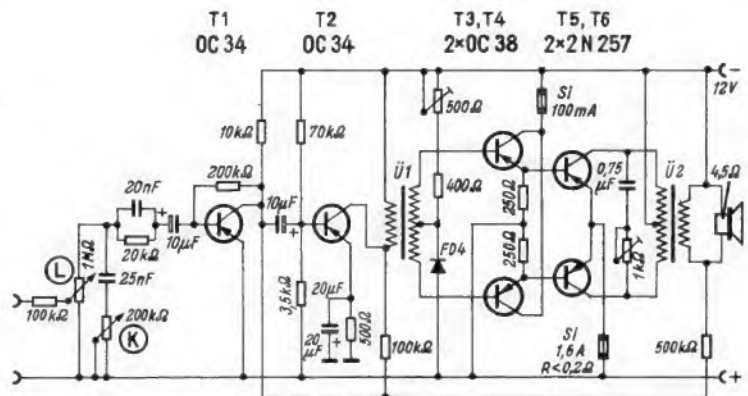 T1
OC 34
T2
OC 34
T3, T4
2×OC 38
T5, T6
2×2N 257
−
12V
Si
100mA
500Ω
10kΩ
70kΩ
200kΩ
20nF
+
10µF
20kΩ
10µF
+
Ü1
400Ω
250Ω
250Ω
0,75
µF
Ü2
4,5Ω
L
1MΩ
25nF
FD4
1kΩ
100kΩ
200kΩ
K
3,5kΩ
20µF
20
µF
+
500Ω
100kΩ
Si
1,6A
R<0,2Ω
500kΩ
+